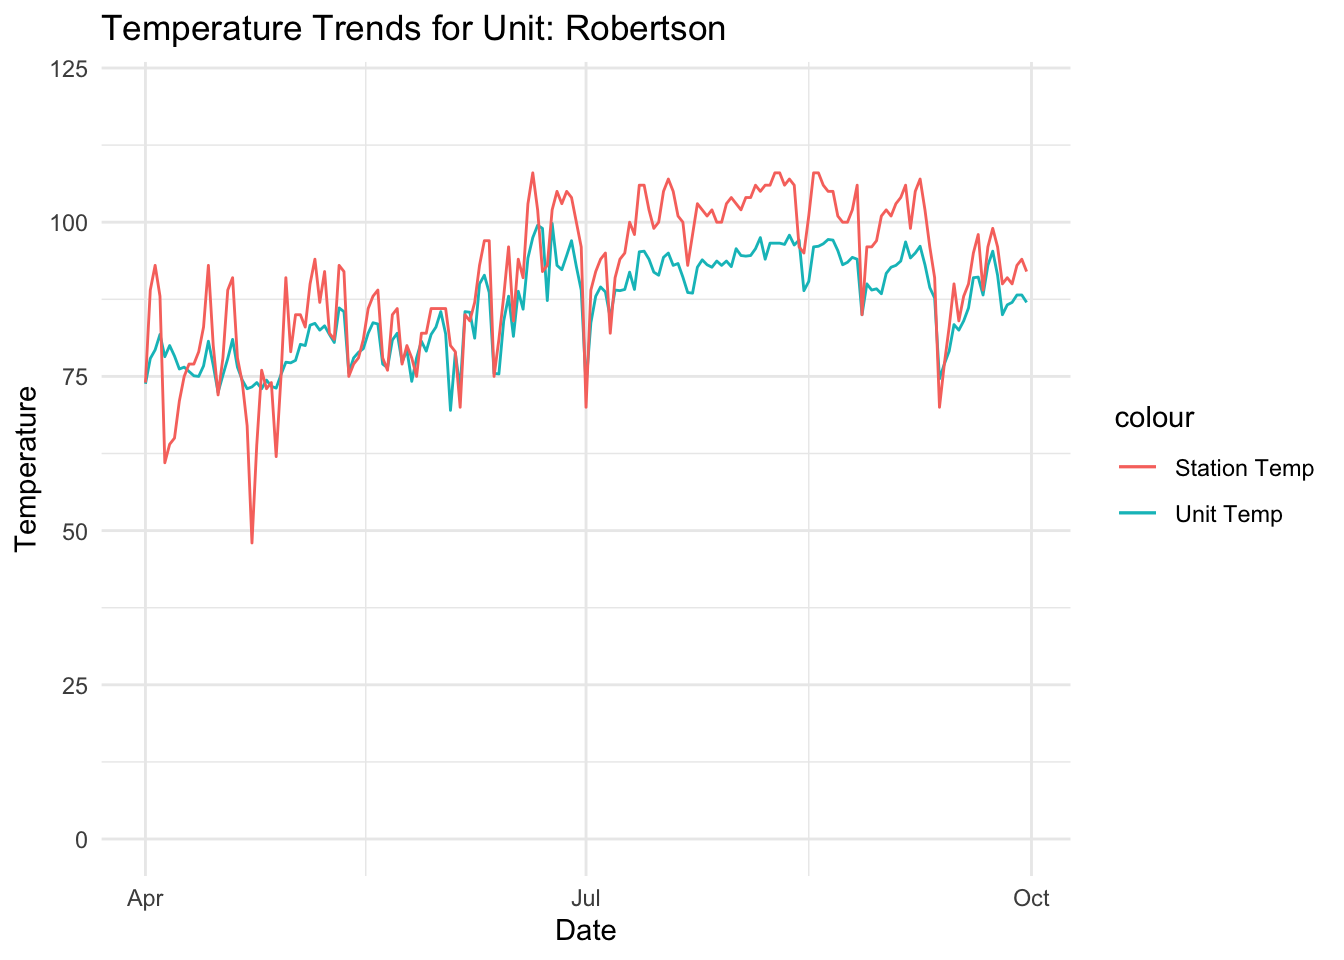 Temperature Trends for Unit: Robertson
125
100
75
50
25
0
Temperature
Apr
Jul
Oct
Date
colour
Station Temp
Unit Temp